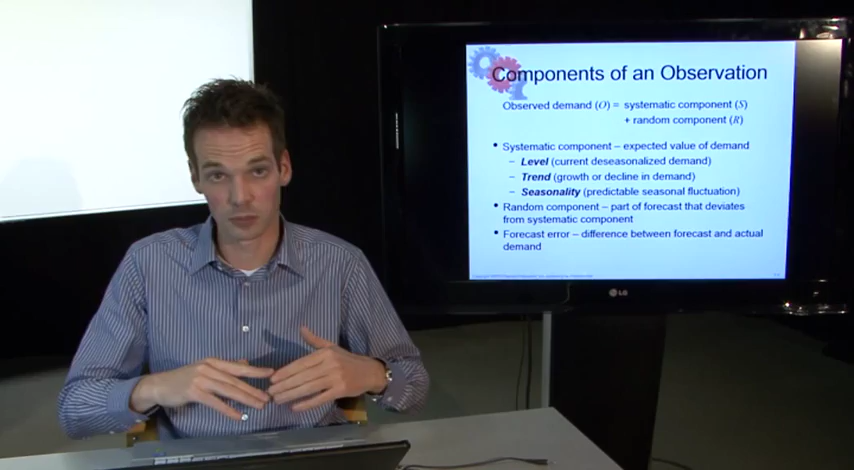 Components of an Observation
Observed demand (O) = systematic component (S)
+ random component (R)
• Systematic component – expected value of demand
– Level (current deseasonalized demand)
– Trend (growth or decline in demand)
– Seasonality (predictable seasonal fluctuation)
• Random component – part of forecast that deviates
from systematic component
• Forecast error – difference between forecast and actual
demand
LG